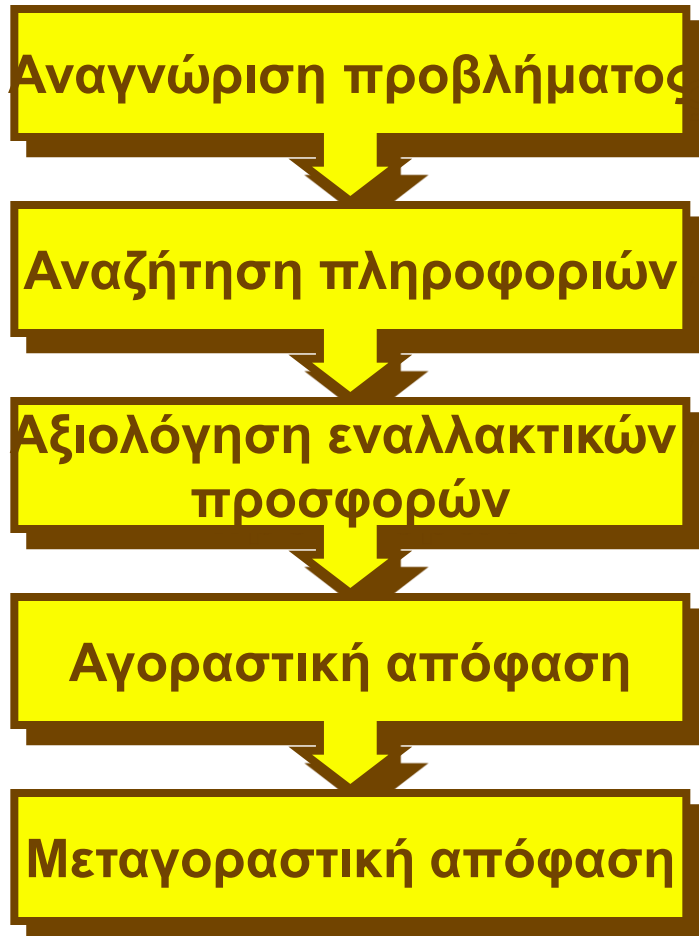 Αναγνώριση προβλήματος
Αναζήτηση πληροφοριών
Αξιολόγηση εναλλακτικών
προσφορών
Αγοραστική απόφαση
Μεταγοραστική απόφαση